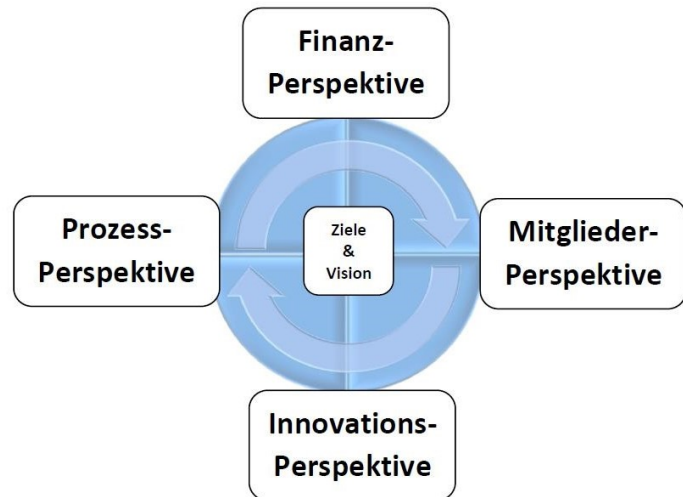 Finanz-
Perspektive
Prozess-
Perspektive
Ziele
&
Vision
Mitglieder-
Perspektive
Innovations-
Perspektive